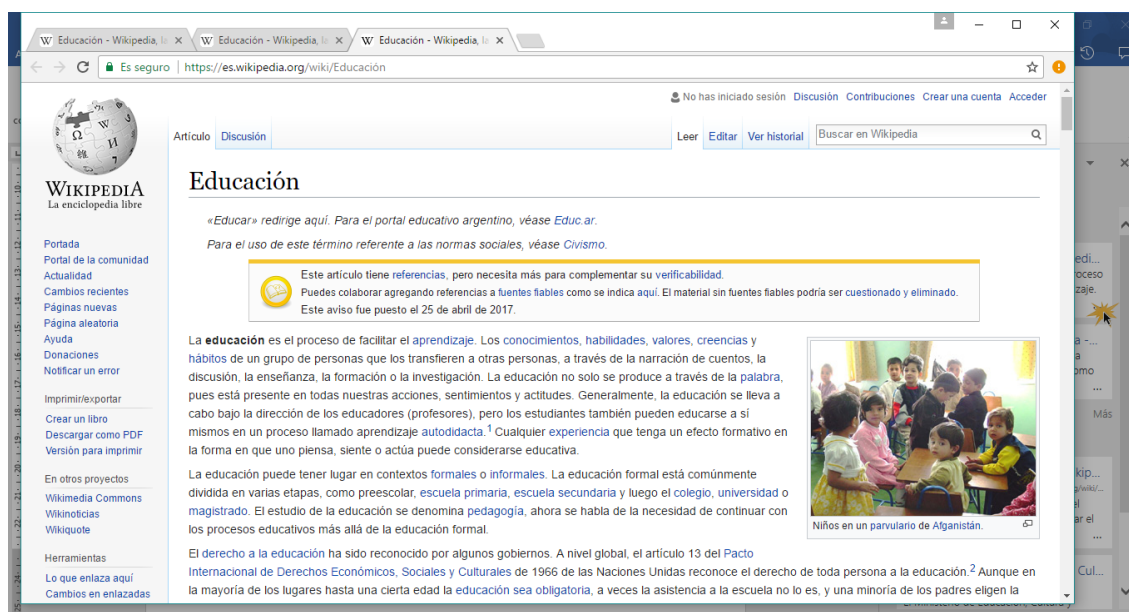 Educación - Wikipedia, la
Educación - Wikipedia, la
Educación - Wikipedia, la
Es seguro | https://es.wikipedia.org/wiki/Educación
No has iniciado sesión Discusión Contribuciones Crear una cuenta Acceder
Artículo Discusión
Leer Editar Ver historial Buscar en Wikipedia
WIKIPEDIA
La enciclopedia libre
Portada
Portal de la comunidad
Actualidad
Cambios recientes
Páginas nuevas
Página aleatoria
Ayuda
Donaciones
Notificar un error
Imprimir/exportar
Crear un libro
Descargar como PDF
Versión para imprimir
En otros proyectos
Wikimedia Commons
Wikinoticias
Wikiquote
Herramientas
Lo que enlaza aquí
Cambios en enlazadas
Educación
«Educar» redirige aquí. Para el portal educativo argentino, véase Educ.ar.
Para el uso de este término referente a las normas sociales, véase Civismo.
Este artículo tiene referencias, pero necesita más para complementar su verificabilidad.
Puedes colaborar agregando referencias a fuentes fiables como se indica aquí. El material sin fuentes fiables podría ser cuestionado y eliminado.
Este aviso fue puesto el 25 de abril de 2017.
La educación es el proceso de facilitar el aprendizaje. Los conocimientos, habilidades, valores, creencias y
hábitos de un grupo de personas que los transfieren a otras personas, a través de la narración de cuentos, la
discusión, la enseñanza, la formación o la investigación. La educación no solo se produce a través de la palabra,
pues está presente en todas nuestras acciones, sentimientos y actitudes. Generalmente, la educación se lleva a
cabo bajo la dirección de los educadores (profesores), pero los estudiantes también pueden educarse a sí
mismos en un proceso llamado aprendizaje autodidacta.1 Cualquier experiencia que tenga un efecto formativo en
la forma en que uno piensa, siente o actúa puede considerarse educativa.
La educación puede tener lugar en contextos formales o informales. La educación formal está comúnmente
dividida en varias etapas, como preescolar, escuela primaria, escuela secundaria y luego el colegio, universidad o
magistrado. El estudio de la educación se denomina pedagogía, ahora se habla de la necesidad de continuar con
los procesos educativos más allá de la educación formal.
Niños en un parvulario de Afganistán.
El derecho a la educación ha sido reconocido por algunos gobiernos. A nivel global, el artículo 13 del Pacto
Internacional de Derechos Económicos, Sociales y Culturales de 1966 de las Naciones Unidas reconoce el derecho de toda persona a la educación.2 Aunque en
la mayoría de los lugares hasta una cierta edad la educación sea obligatoria, a veces la asistencia a la escuela no lo es, y una minoría de los padres eligen la
Más